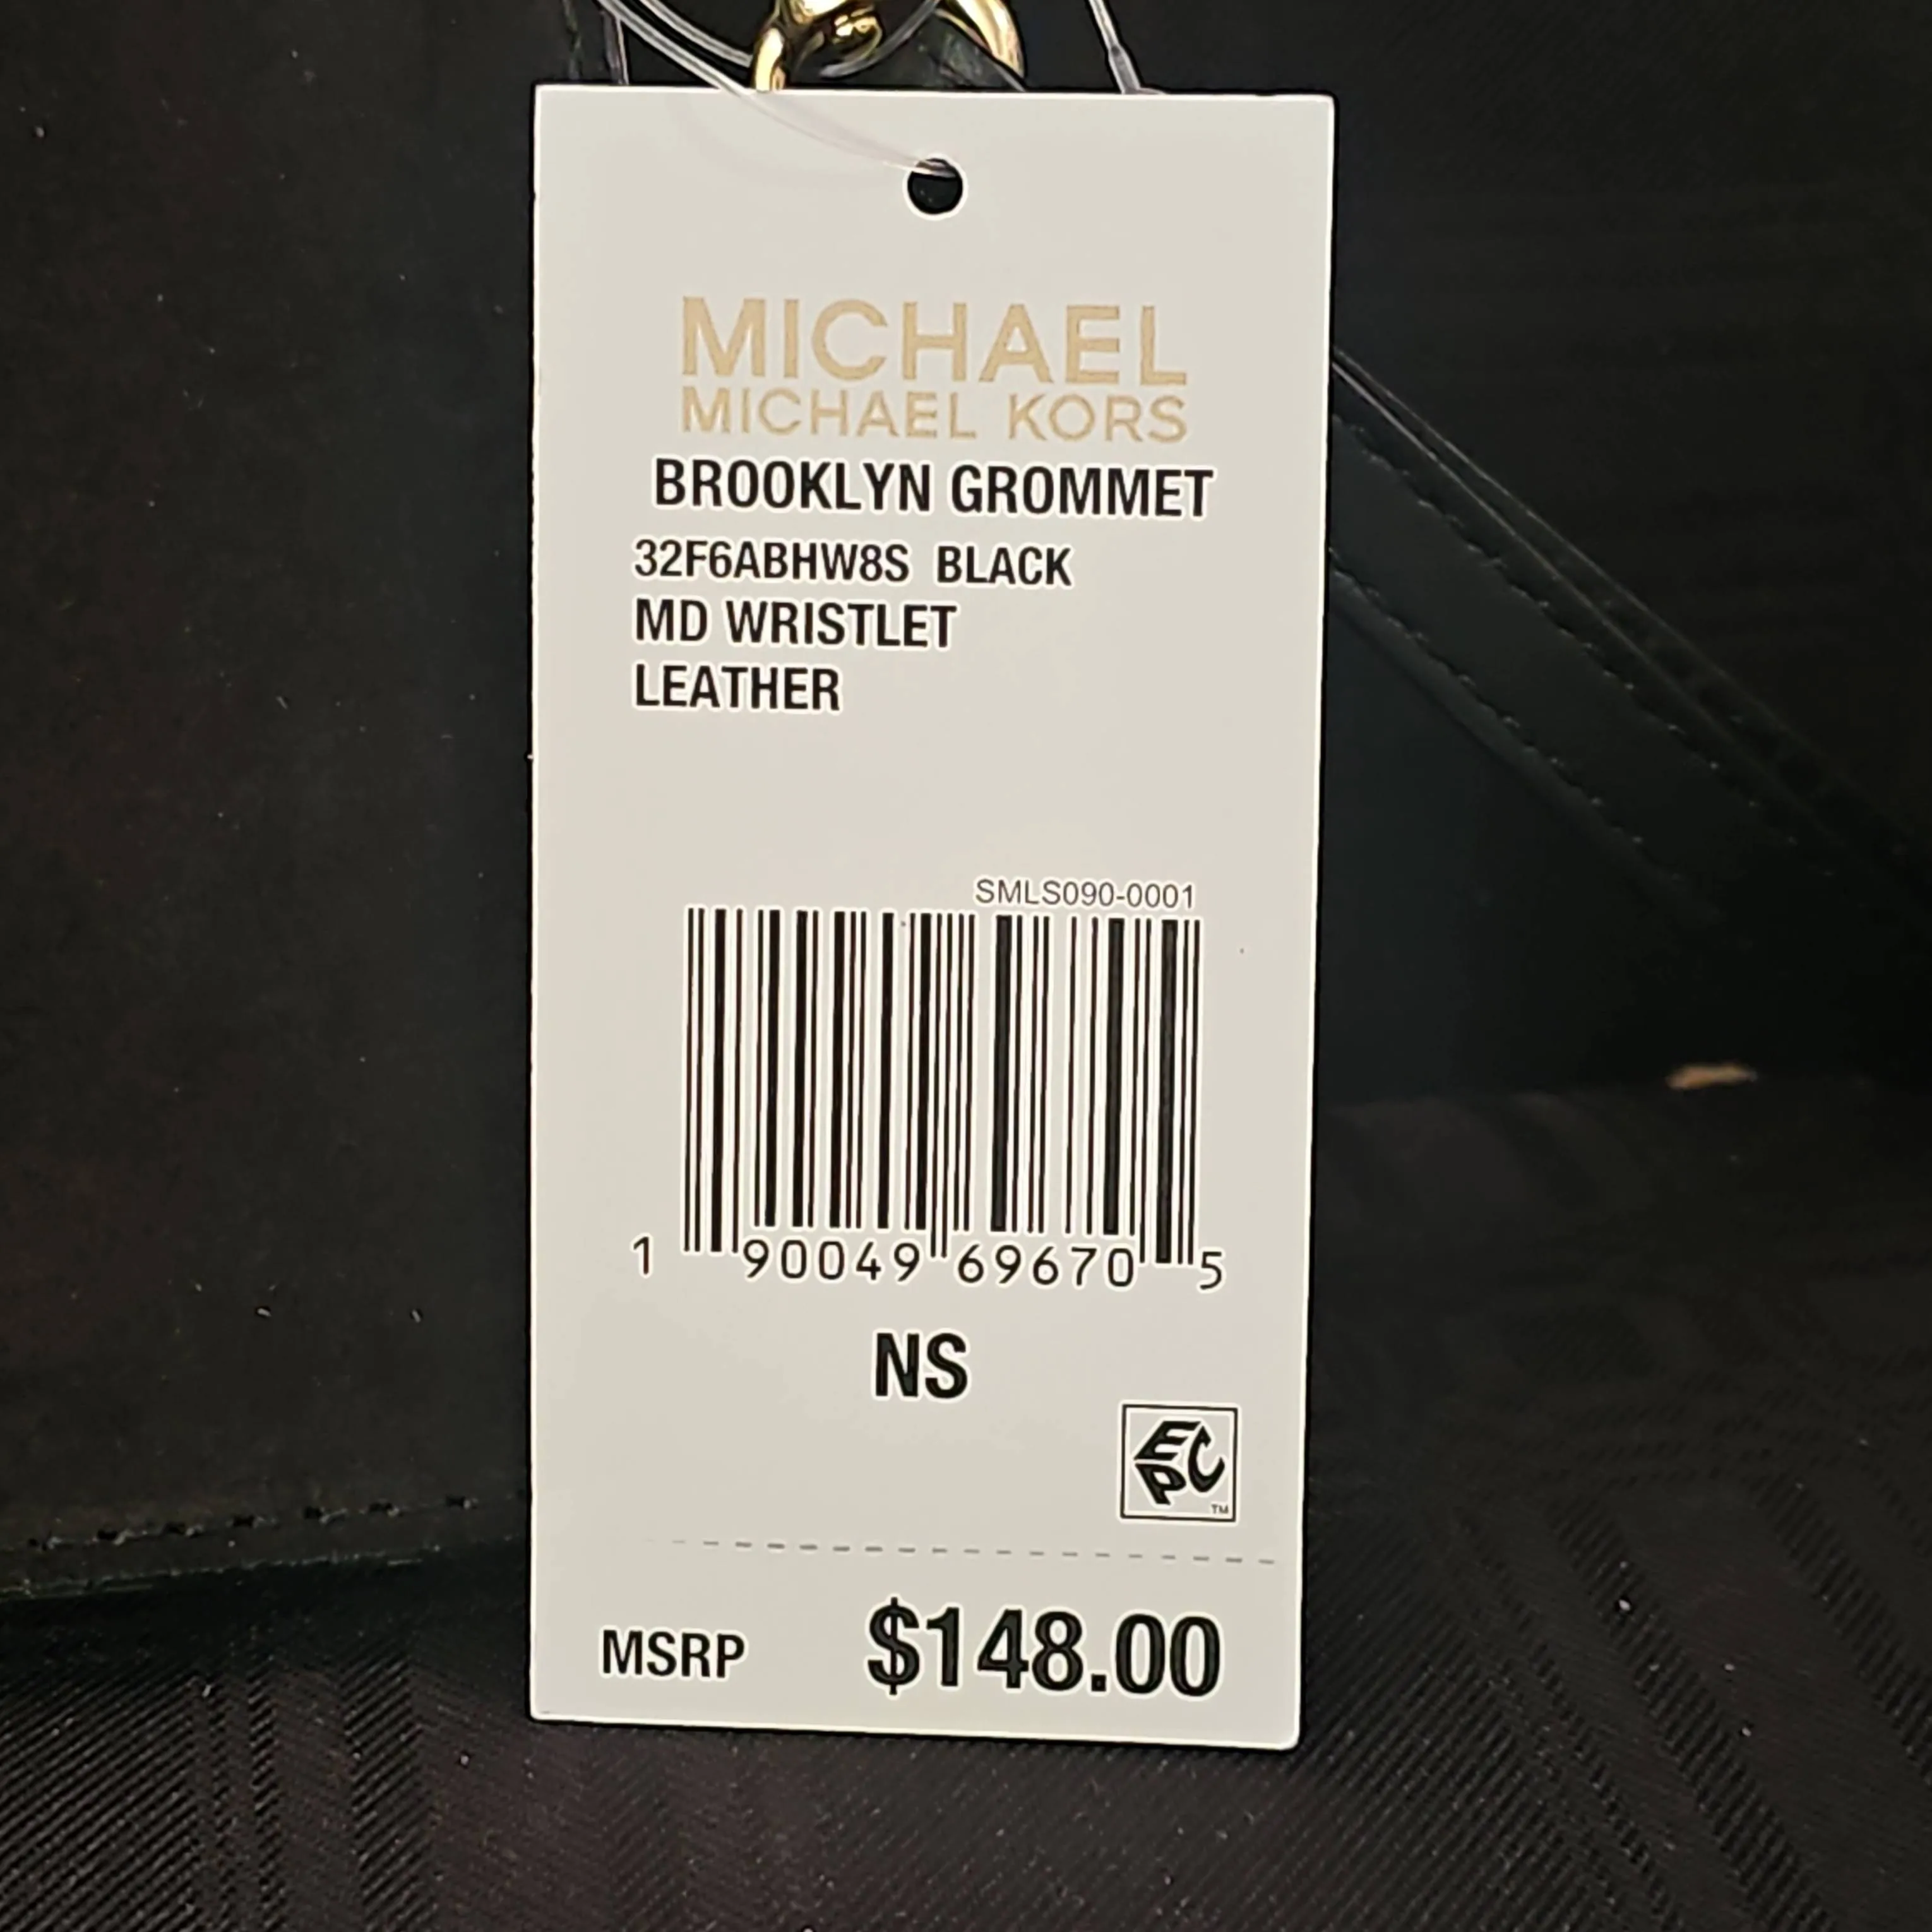 MICHAEL
MICHAEL KORS
BROOKLYN GROMMET
32F6ABHW8S BLACK
MD WRISTLET
LEATHER
SMLS090-0001
1 90049 69670 5
NS
EPC
TM
MSRP $148.00